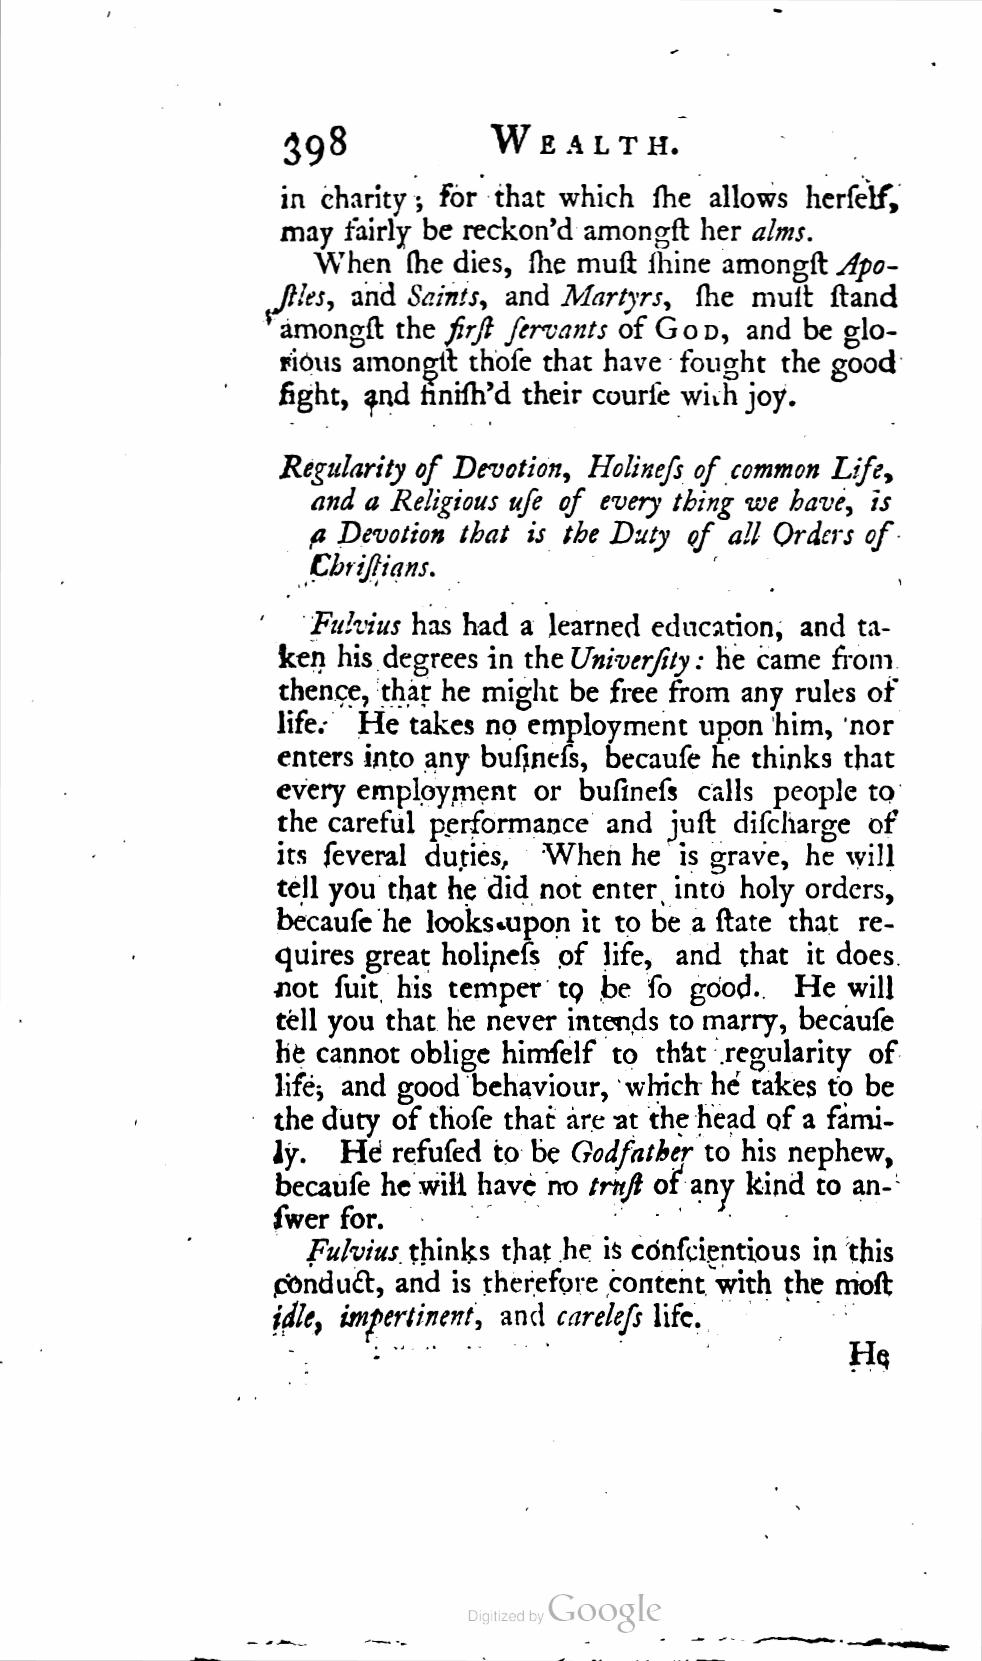 398 WEALTH.
in charity; for that which ſhe allows herſelf,
may fairly be reckon'd amongſt her alms.
When ſhe dies, ſhe muſt ſhine amongſt Apo-
ſtles, and Saints, and Martyrs, ſhe muſt ſtand
amongſt the firſt ſervants of GOD, and be glo-
rious amongſt thoſe that have fought the good
fight, and finiſh'd their courſe with joy.
Regularity of Devotion, Holineſs of common Life,
and a Religious uſe of every thing we have, is
a Devotion that is the Duty of all Orders of
Chriſtians.
Fulvius has had a learned education, and ta-
ken his degrees in the Univerſity: he came from
thence, that he might be free from any rules of
life. He takes no employment upon him, nor
enters into any buſineſs, becauſe he thinks that
every employment or buſineſs calls people to
the careful performance and juſt diſcharge of
its ſeveral duties. When he is grave, he will
tell you that he did not enter into holy orders,
becauſe he looks upon it to be a ſtate that re-
quires great holineſs of life, and that it does
not ſuit his temper to be ſo good. He will
tell you that he never intends to marry, becauſe
he cannot oblige himſelf to that regularity of
life, and good behaviour, which he takes to be
the duty of thoſe that are at the head of a fami-
ly. He refuſed to be Godfather to his nephew,
becauſe he will have no truſt of any kind to an-
ſwer for.
Fulvius thinks that he is conſcientious in this
conduct, and is therefore content with the moſt
idle, impertinent, and careleſs life.
He
Digitized by Google